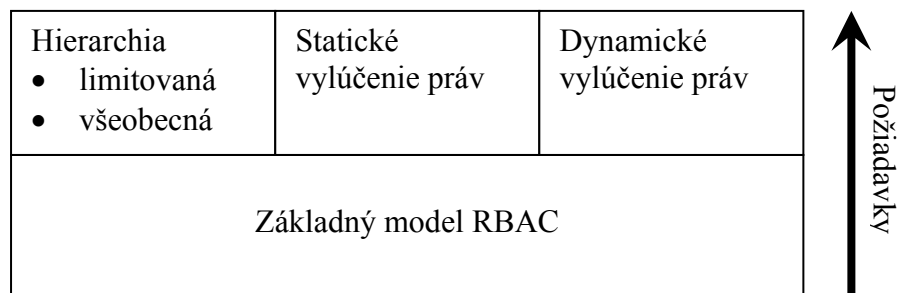 Hierarchia
• limitovaná
• všeobecná
Statické
vylúčenie práv
Dynamické
vylúčenie práv
Základný model RBAC
Požiadavky